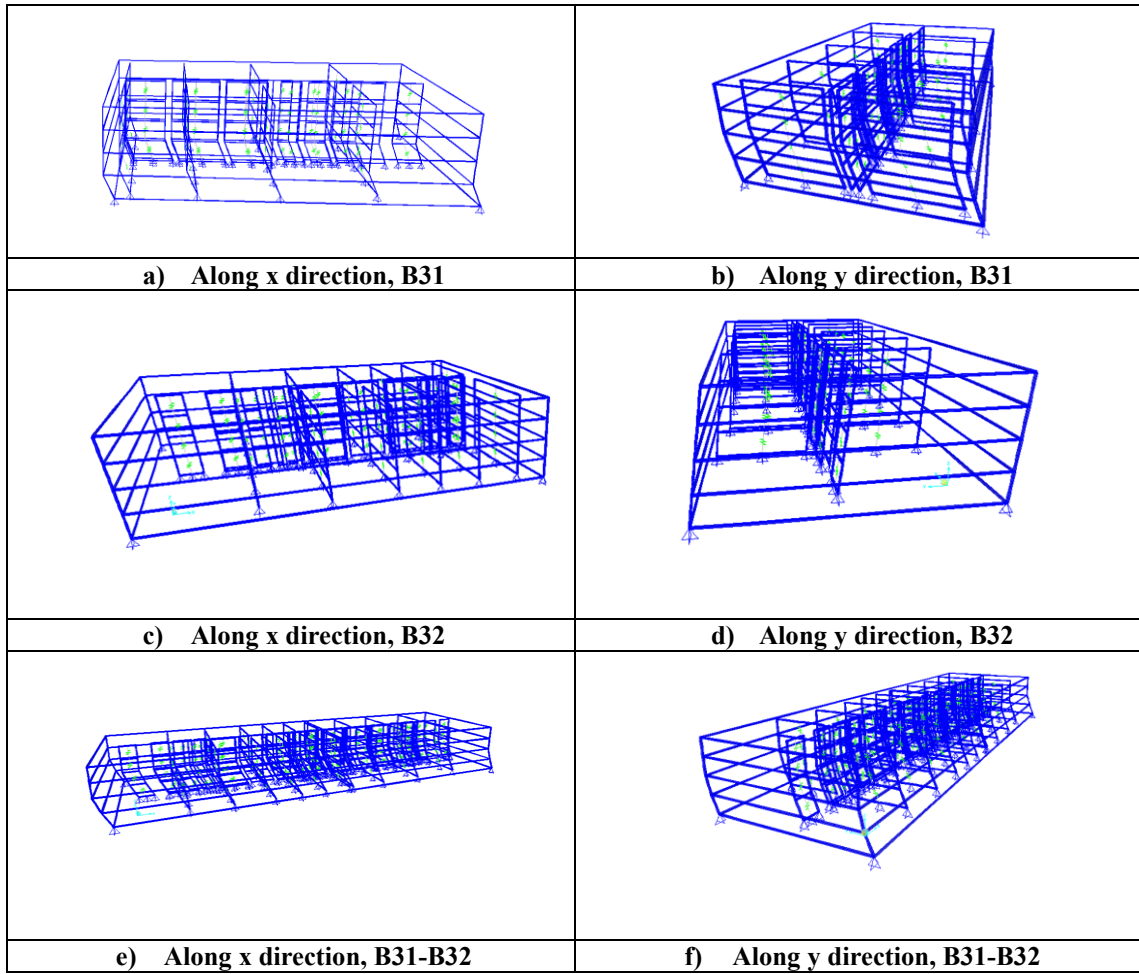 a) Along x direction, B31
b) Along y direction, B31
c) Along x direction, B32
d) Along y direction, B32
e) Along x direction, B31-B32
f) Along y direction, B31-B32